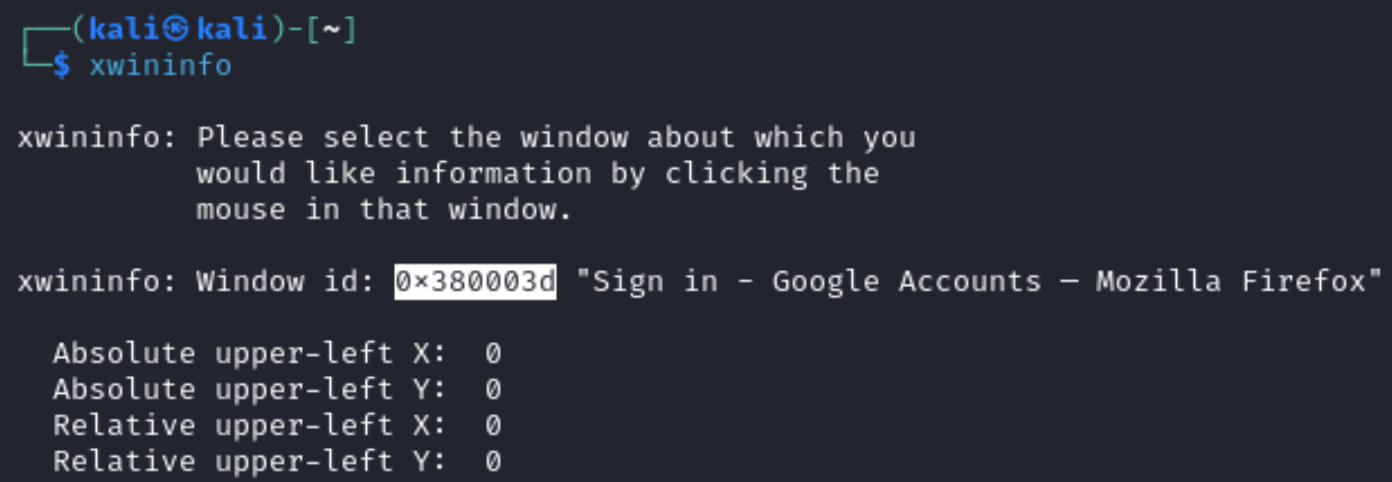 ┌──(kali㉿kali)-[~]
└─$ xwininfo
xwininfo: Please select the window about which you
would like information by clicking the
mouse in that window.
xwininfo: Window id: 0×380003d "Sign in – Google Accounts — Mozilla Firefox"
Absolute upper-left X: 0
Absolute upper-left Y: 0
Relative upper-left X: 0
Relative upper-left Y: 0